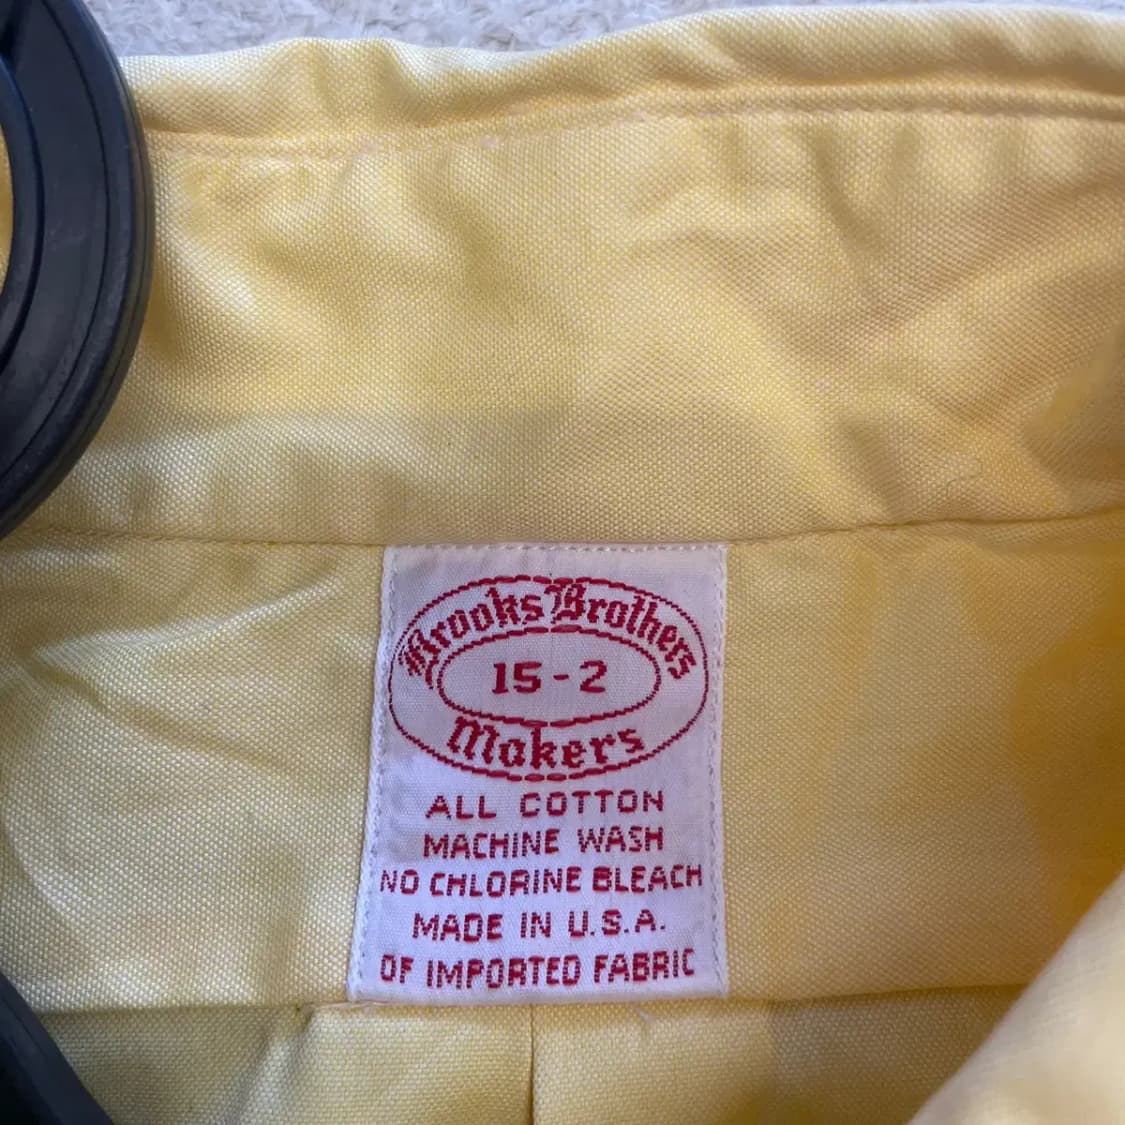 Brooks Brothers
15-2
Makers
ALL COTTON
MACHINE WASH
NO CHLORINE BLEACH
MADE IN U.S.A.
OF IMPORTED FABRIC